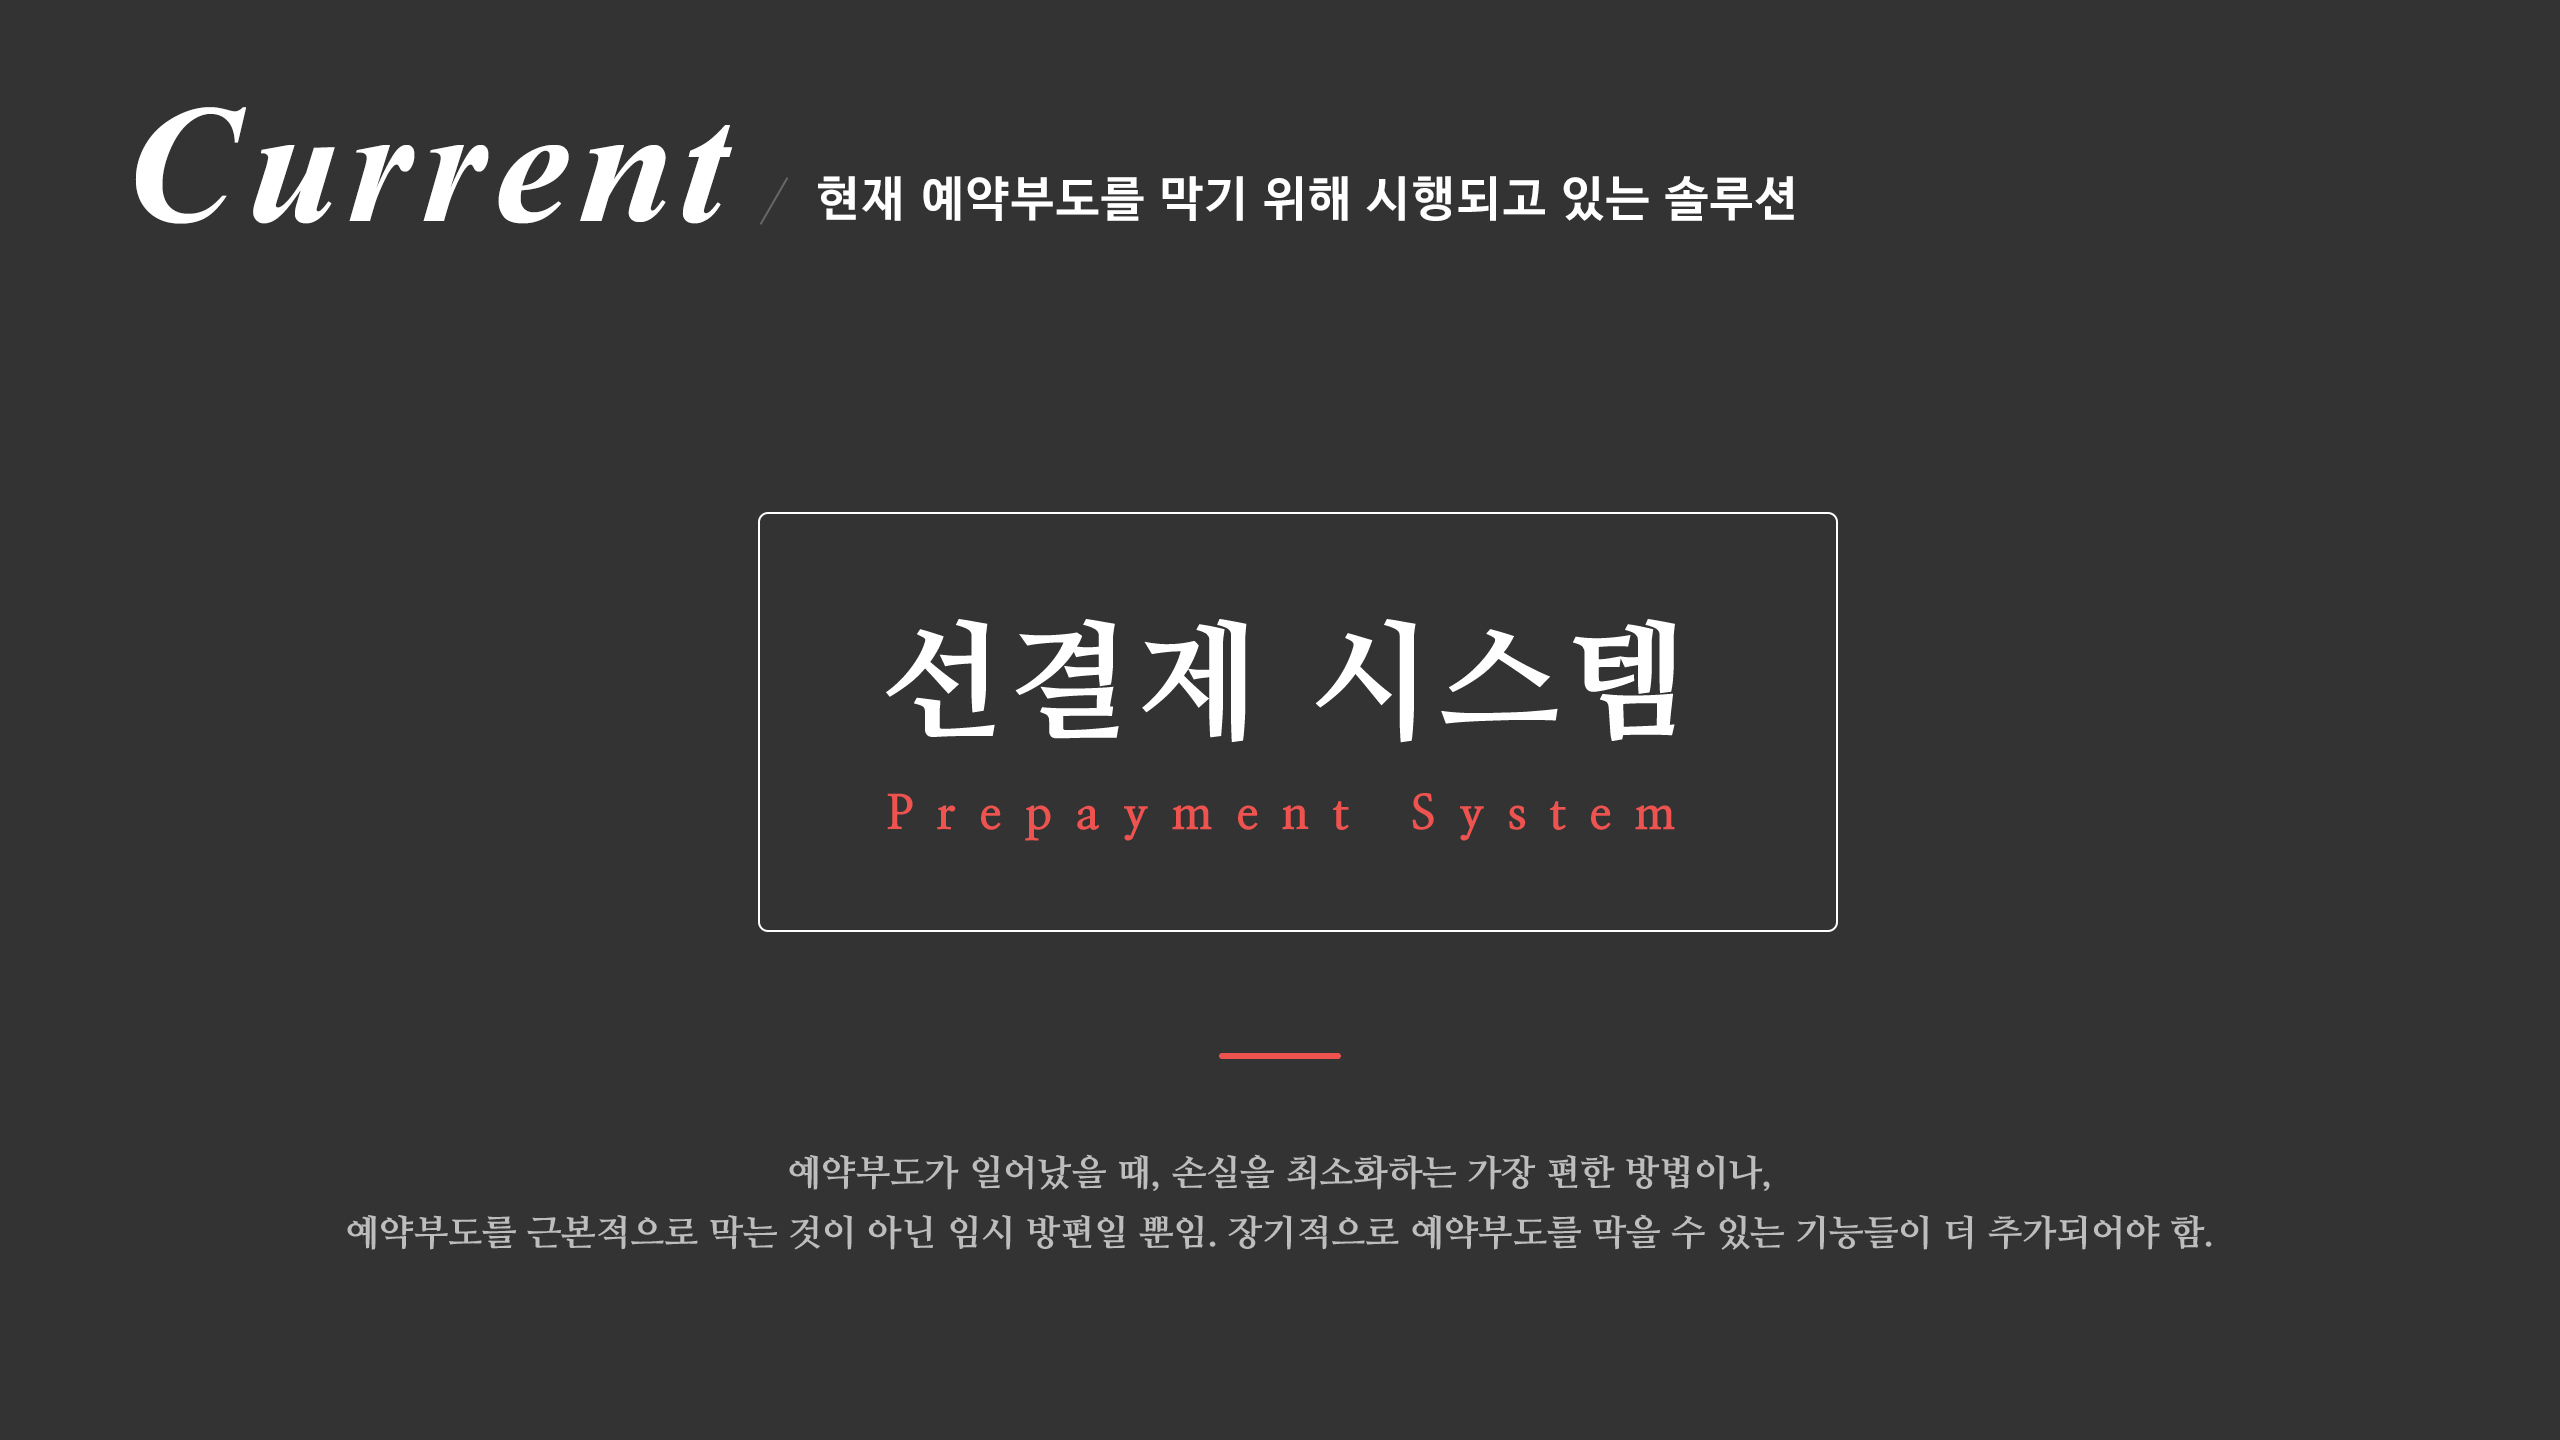 Current / 현재 예약부도를 막기 위해 시행되고 있는 솔루션
선결제 시스템
Prepayment System
예약부도가 일어났을 때, 손실을 최소화하는 가장 편한 방법이나,
예약부도를 근본적으로 막는 것이 아닌 임시 방편일 뿐임. 장기적으로 예약부도를 막을 수 있는 기능들이 더 추가되어야 함.